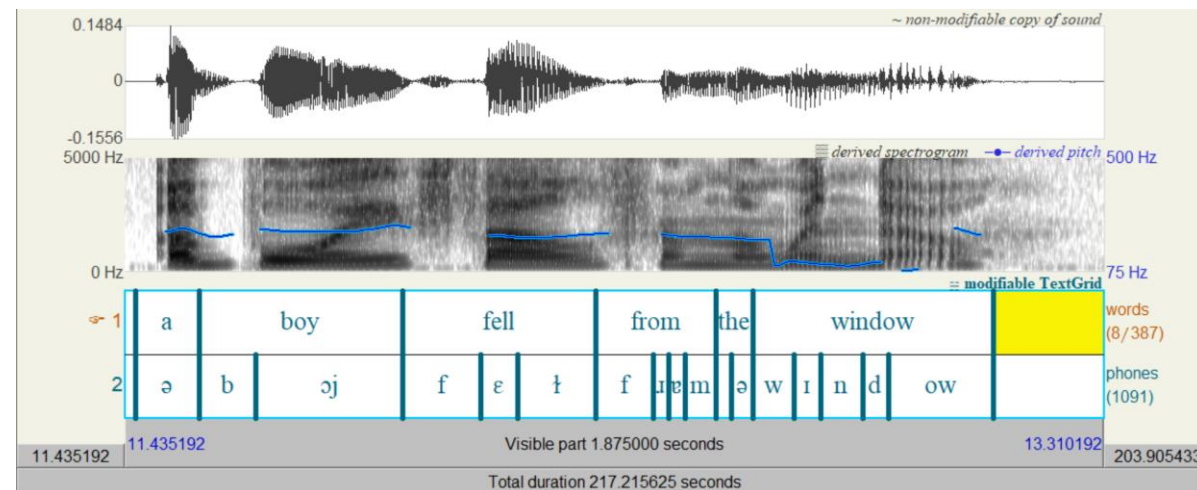 0.1484 ~ non-modifiable copy of sound
0
-0.1556
5000 Hz derived spectrogram derived pitch 500 Hz
0 Hz 75 Hz
modifiable TextGrid
1 a boy fell from the window words (8/387)
2 ə b ɔj f ɛ ɫ f ɹ ɐ m ə w ɪ n d ow phones (1091)
11.435192 Visible part 1.875000 seconds 13.310192
11.435192 203.905433
Total duration 217.215625 seconds